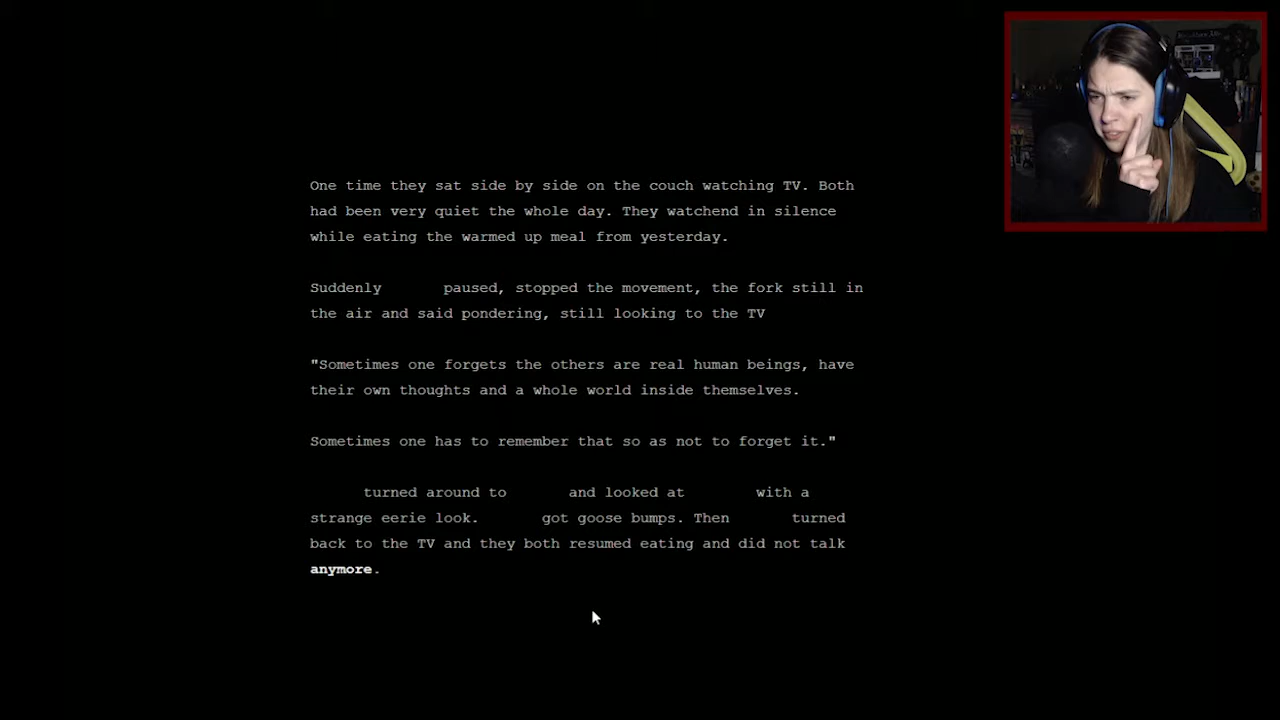 One time they sat side by side on the couch watching TV. Both
had been very quiet the whole day. They watchend in silence
while eating the warmed up meal from yesterday.
Suddenly paused, stopped the movement, the fork still in
the air and said pondering, still looking to the TV
"Sometimes one forgets the others are real human beings, have
their own thoughts and a whole world inside themselves.
Sometimes one has to remember that so as not to forget it."
turned around to and looked at with a
strange eerie look. got goose bumps. Then turned
back to the TV and they both resumed eating and did not talk
anymore.